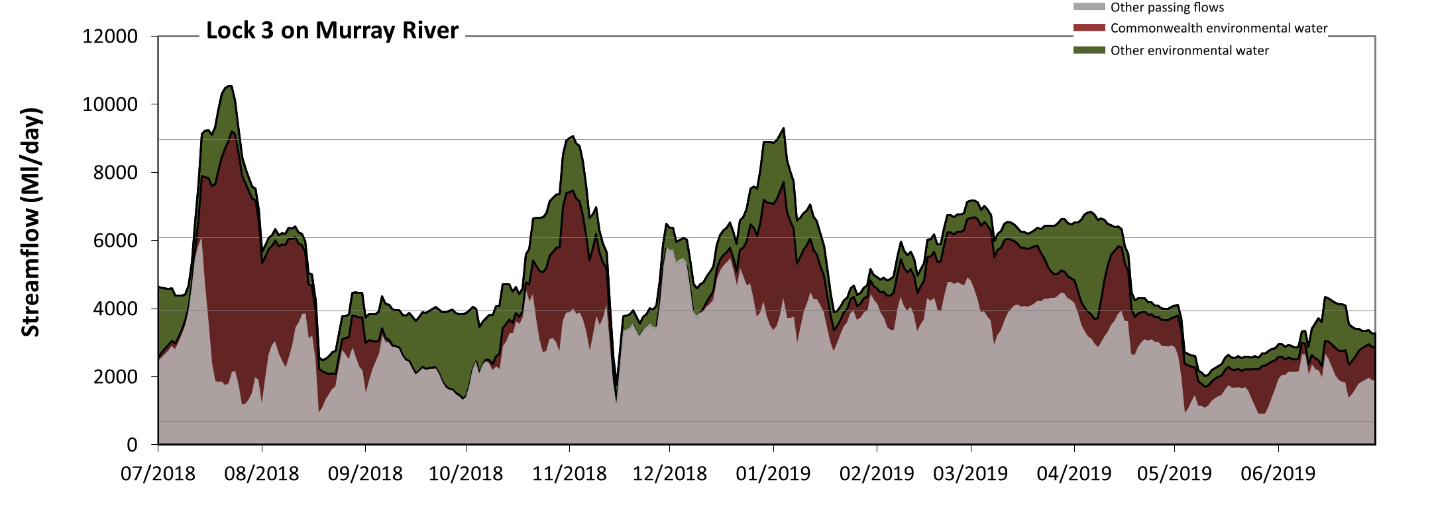 Other passing flows
Lock 3 on Murray River
Commonwealth environmental water
Other environmental water
Streamflow (Ml/day)
12000
10000
8000
6000
4000
2000
0
07/2018 08/2018 09/2018 10/2018 11/2018 12/2018 01/2019 02/2019 03/2019 04/2019 05/2019 06/2019